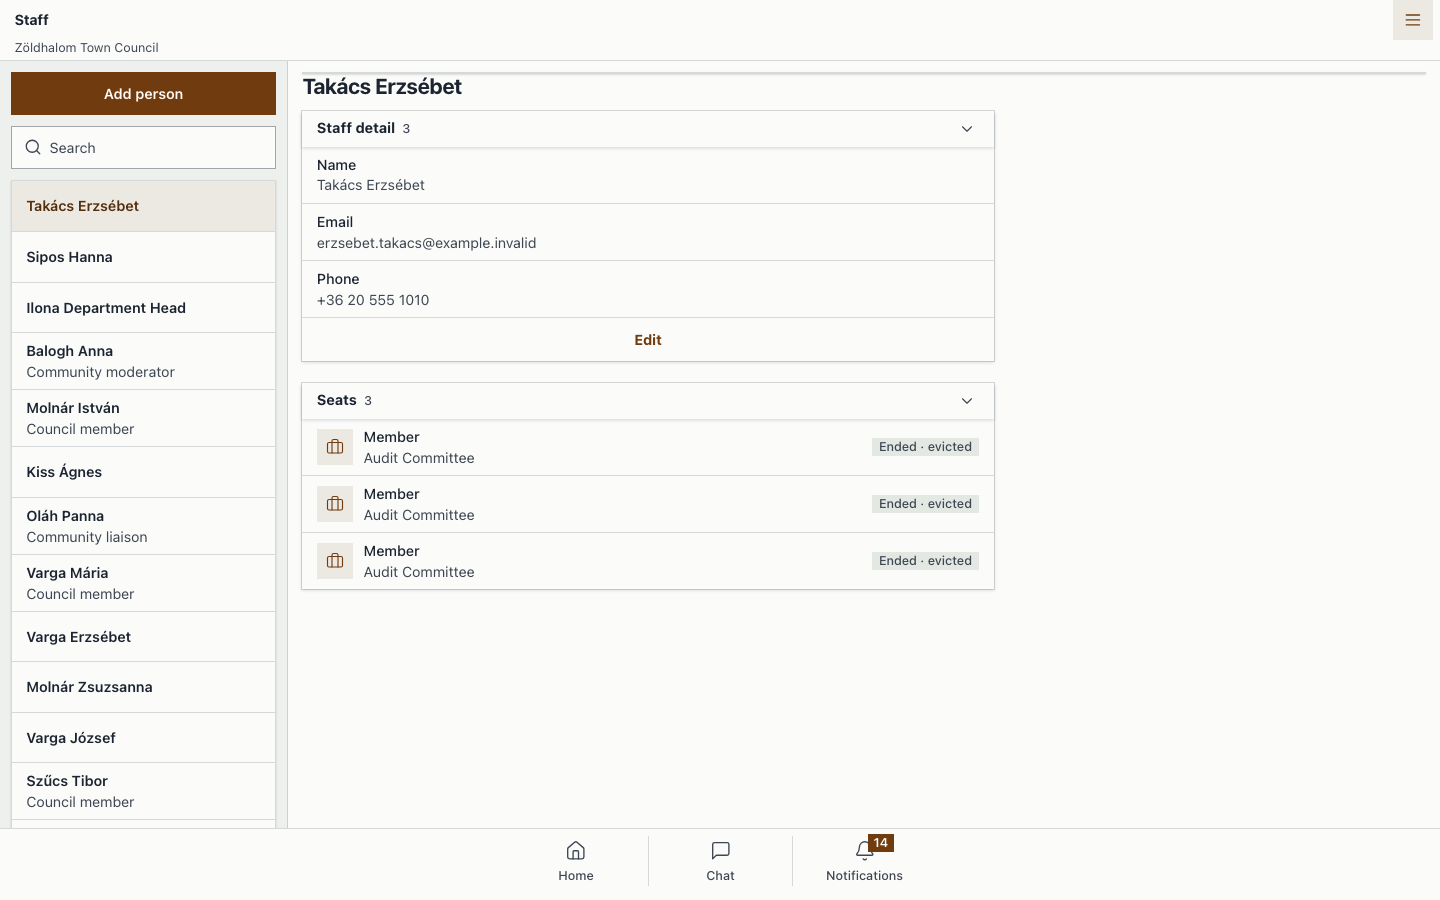 Staff
Zöldhalom Town Council
Add person
Search
Takács Erzsébet
Sipos Hanna
Ilona Department Head
Balogh Anna
Community moderator
Molnár István
Council member
Kiss Ágnes
Oláh Panna
Community liaison
Varga Mária
Council member
Varga Erzsébet
Molnár Zsuzsanna
Varga József
Szűcs Tibor
Council member
Takács Erzsébet
Staff detail 3
Name
Takács Erzsébet
Email
erzsebet.takacs@example.invalid
Phone
+36 20 555 1010
Edit
Seats 3
Member
Audit Committee
Ended · evicted
Member
Audit Committee
Ended · evicted
Member
Audit Committee
Ended · evicted
Home
Chat
14
Notifications